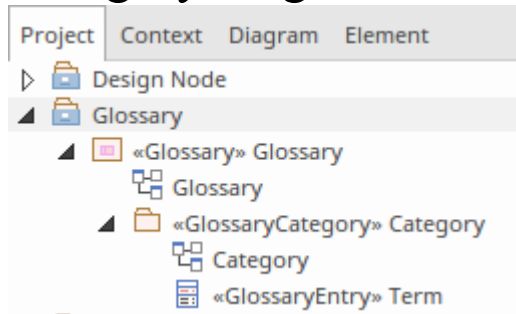 Project Context Diagram Element
Design Node
Glossary
«Glossary» Glossary
Glossary
«GlossaryCategory» Category
Category
«GlossaryEntry» Term